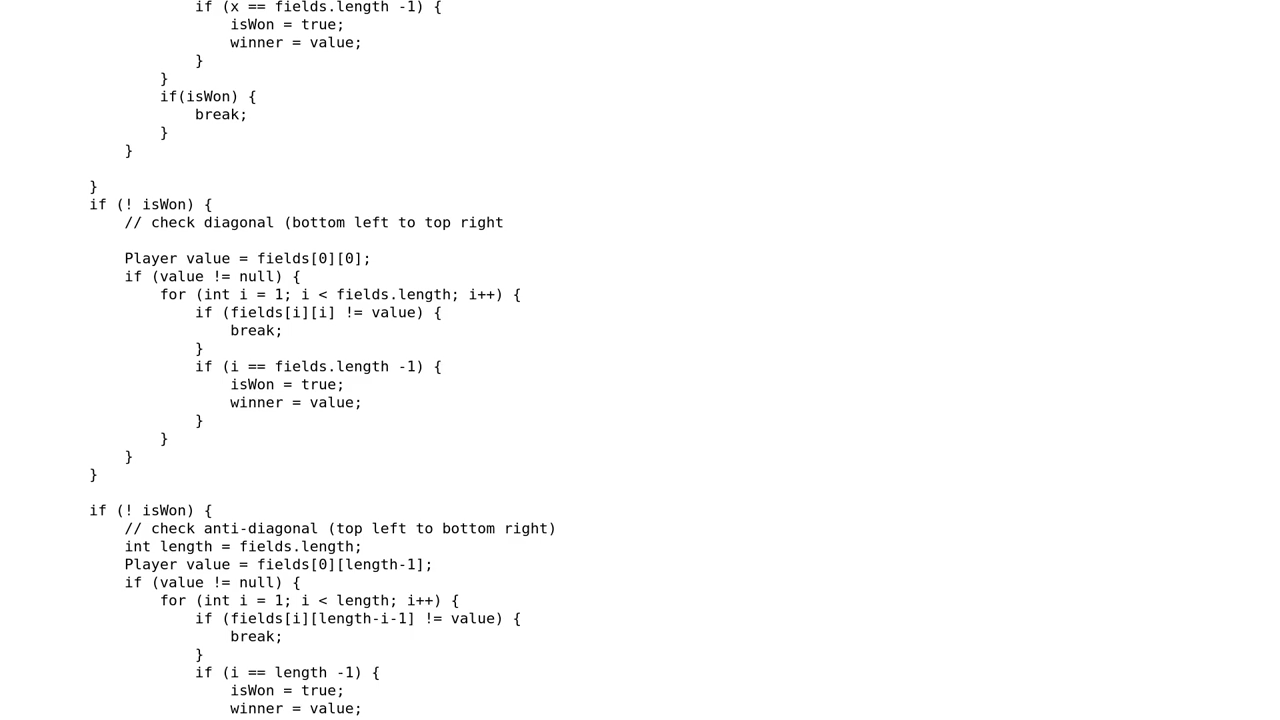 if (x == fields.length -1) {
                isWon = true;
                winner = value;
            }
        }
        if(isWon) {
            break;
        }
    }

}
if (! isWon) {
    // check diagonal (bottom left to top right

    Player value = fields[0][0];
    if (value != null) {
        for (int i = 1; i < fields.length; i++) {
            if (fields[i][i] != value) {
                break;
            }
            if (i == fields.length -1) {
                isWon = true;
                winner = value;
            }
        }
    }
}

if (! isWon) {
    // check anti-diagonal (top left to bottom right)
    int length = fields.length;
    Player value = fields[0][length-1];
    if (value != null) {
        for (int i = 1; i < length; i++) {
            if (fields[i][length-i-1] != value) {
                break;
            }
            if (i == length -1) {
                isWon = true;
                winner = value;